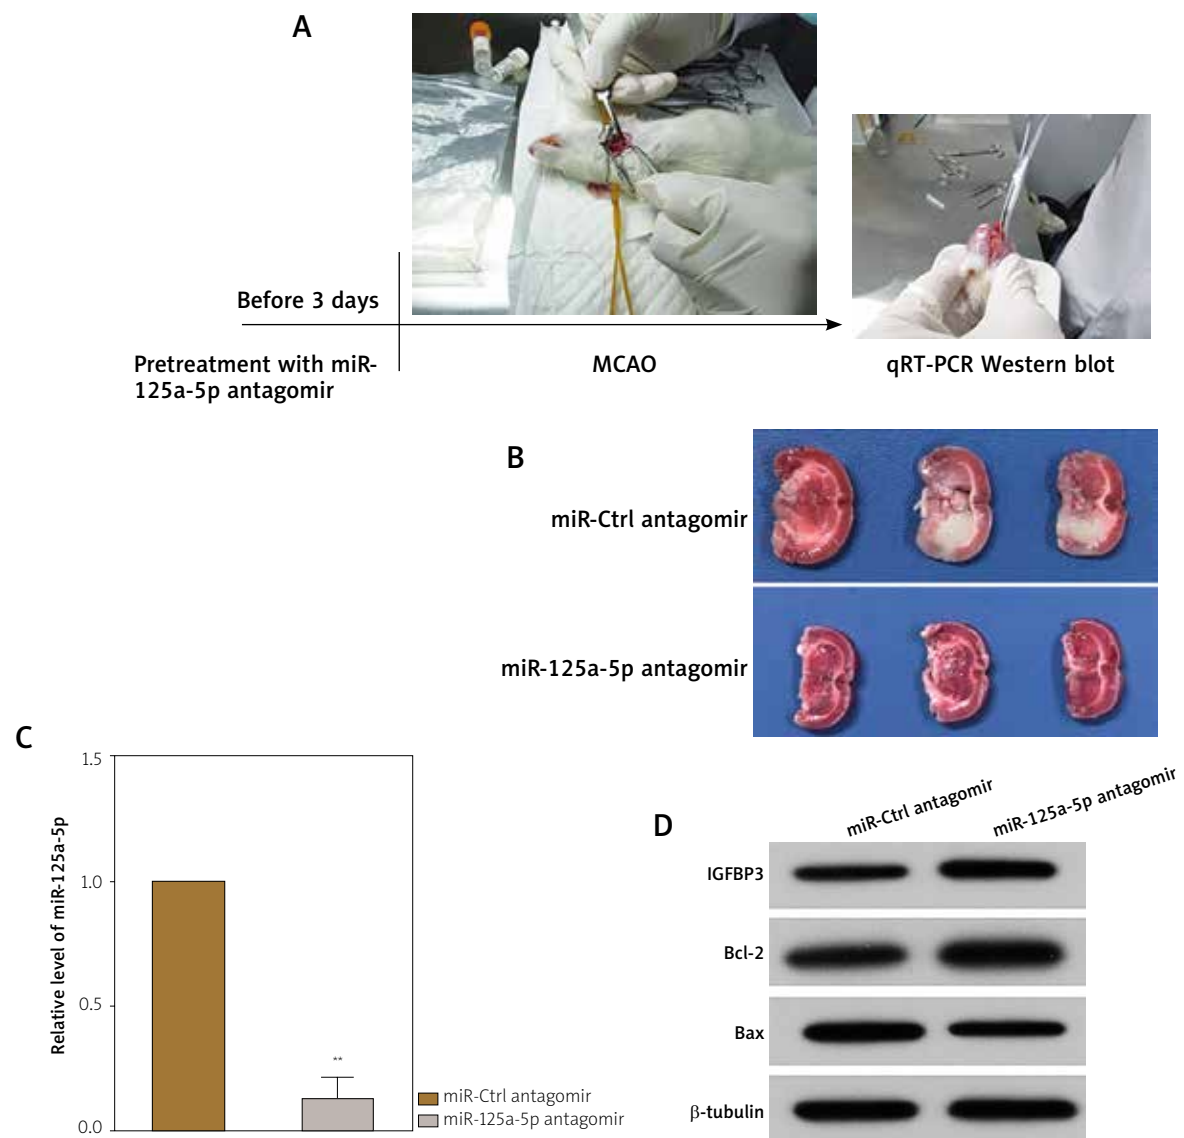 A
Before 3 days
Pretreatment with miR-
125a-5p antagomir
MCAO
qRT-PCR Western blot
B
miR-Ctrl antagomir
miR-125a-5p antagomir
C
Relative level of miR-125a-5p
1.5
1.0
0.5
0.0
**
miR-Ctrl antagomir
miR-125a-5p antagomir
D
miR-Ctrl antagomir
miR-125a-5p antagomir
IGFBP3
Bcl-2
Bax
β-tubulin